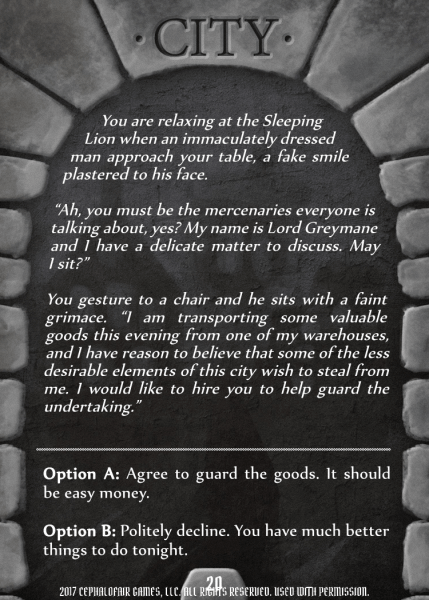 · CITY ·
You are relaxing at the Sleeping
Lion when an immaculately dressed
man approach your table, a fake smile
plastered to his face.
“Ah, you must be the mercenaries everyone is
talking about, yes? My name is Lord Greymane
and I have a delicate matter to discuss. May
I sit?”
You gesture to a chair and he sits with a faint
grimace. “I am transporting some valuable
goods this evening from one of my warehouses,
and I have reason to believe that some of the less
desirable elements of this city wish to steal from
me. I would like to hire you to help guard the
undertaking.”
Option A: Agree to guard the goods. It should
be easy money.
Option B: Politely decline. You have much better
things to do tonight.
20
2017 CEPHALOFAIR GAMES, LLC. ALL RIGHTS RESERVED. USED WITH PERMISSION.